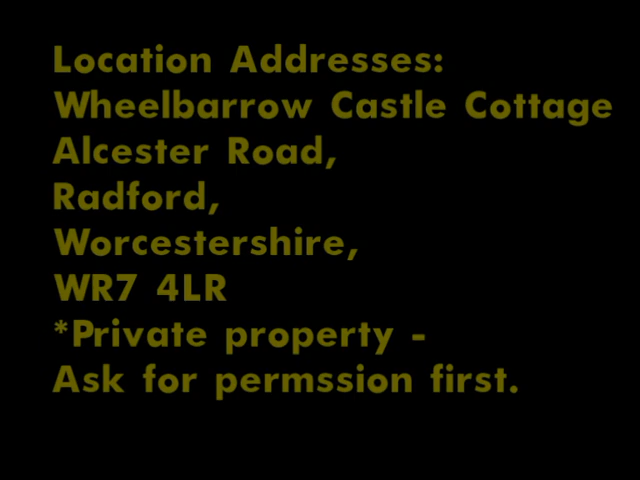 Location Addresses:
Wheelbarrow Castle Cottage
Alcester Road,
Radford,
Worcestershire,
WR7 4LR
*Private property -
Ask for permssion first.